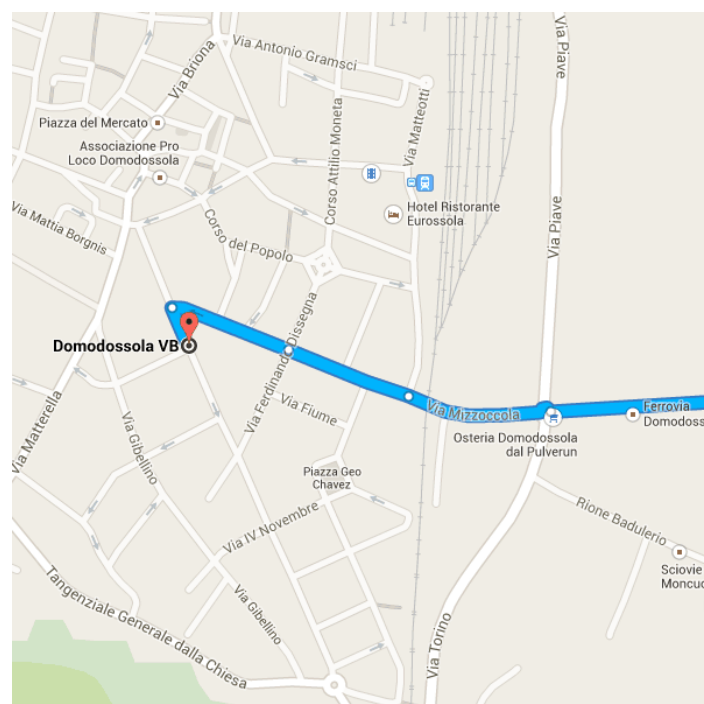 Via Antonio Gramsci
Via Piave
Via Briona
Piazza del Mercato
Corso Attilio Moneta
Via Matteotti
Associazione Pro
Loco Domodossola
Hotel Ristorante
Eurossola
Via Mattia Borgnis
Corso del Popolo
Via Piave
Domodossola VB
Via Ferdinando Dissegna
Via Matterella
Via Fiume
Via Mizzoccola
Ferrovia
Domodoss
Osteria Domodossola
dal Pulverun
Via Gibellino
Piazza Geo
Chavez
Rione Badulerio
Via IV Novembre
Sciovie
Moncuc
Via Gibellino
Tangenziale Generale dalla Chiesa
Via Torino